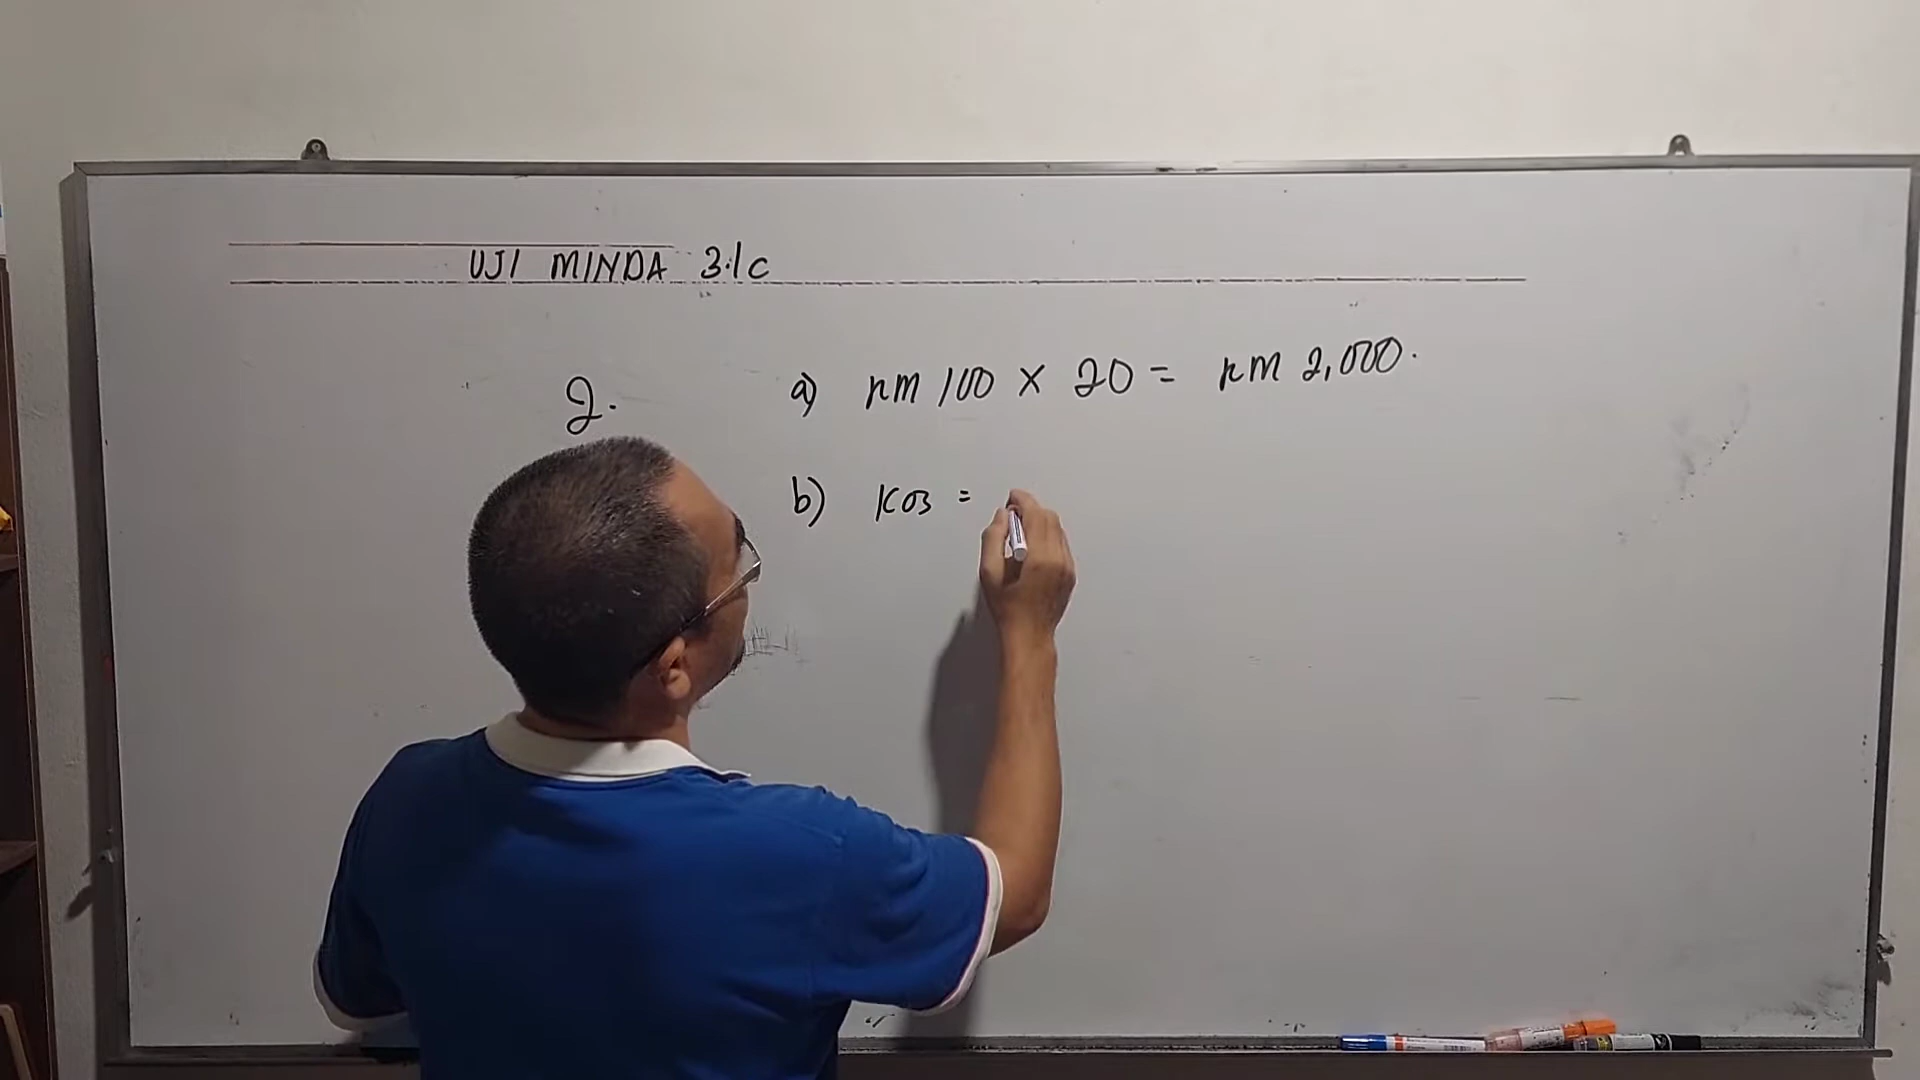 UJI MINDA 3.1c
2. a) RM 100 × 20 = RM 2,000.
b) Kos =